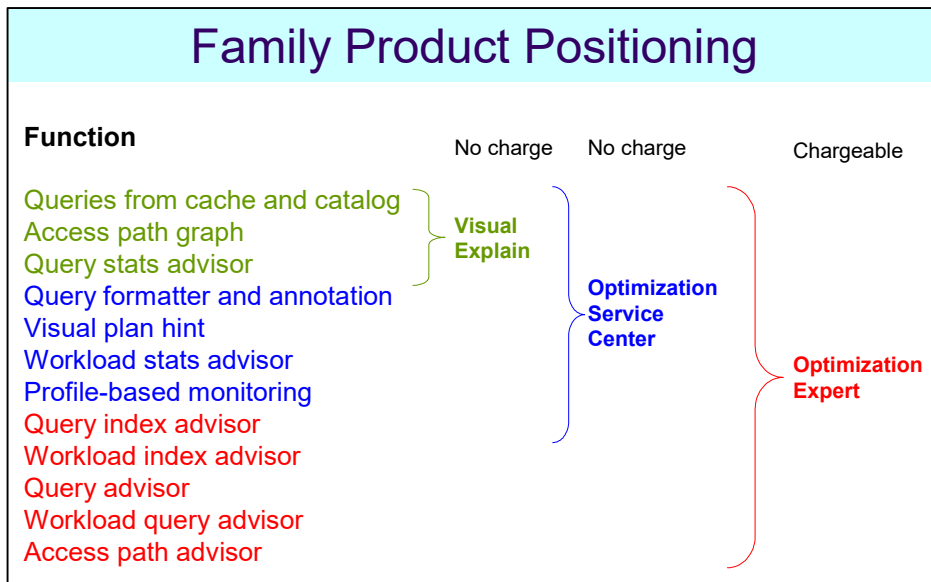 Family Product Positioning
Function
No charge
No charge
Chargeable
Queries from cache and catalog
Access path graph
Query stats advisor
Query formatter and annotation
Visual plan hint
Workload stats advisor
Profile-based monitoring
Query index advisor
Workload index advisor
Query advisor
Workload query advisor
Access path advisor
Visual
Explain
Optimization
Service
Center
Optimization
Expert